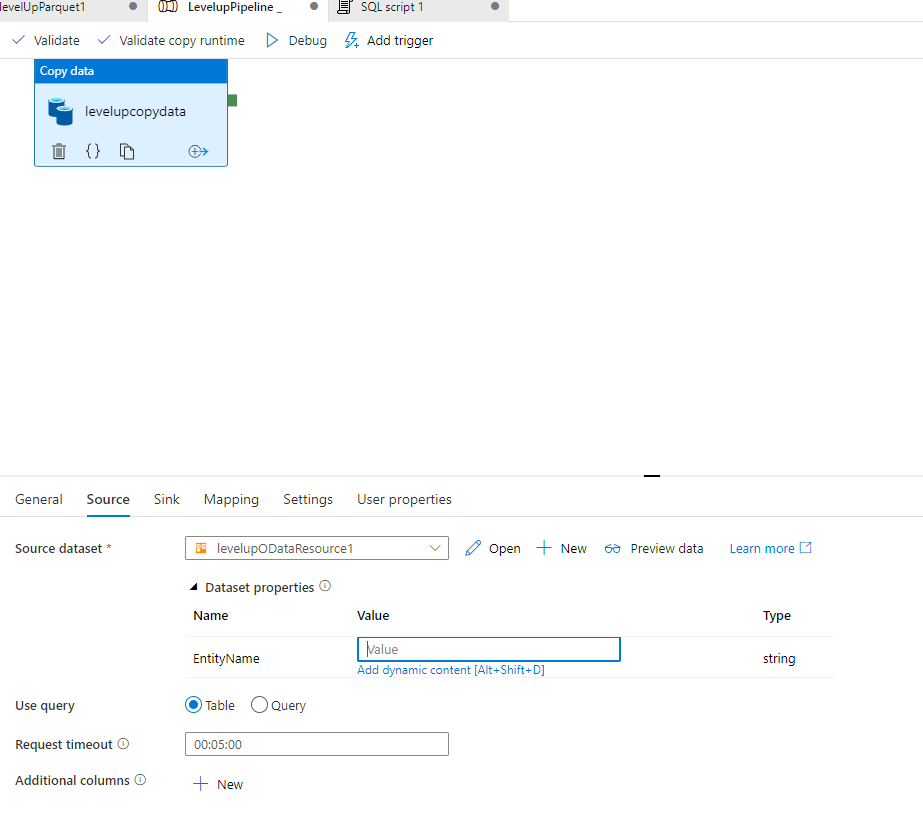 levelUpParquet1 LevelupPipeline _ SQL script 1
Validate Validate copy runtime Debug Add trigger
Copy data
levelupcopydata
{}
General Source Sink Mapping Settings User properties
Source dataset * levelupODataResource1 Open New Preview data Learn more
Dataset properties
Name Value Type
EntityName Value string
Add dynamic content [Alt+Shift+D]
Use query Table Query
Request timeout 00:05:00
Additional columns New